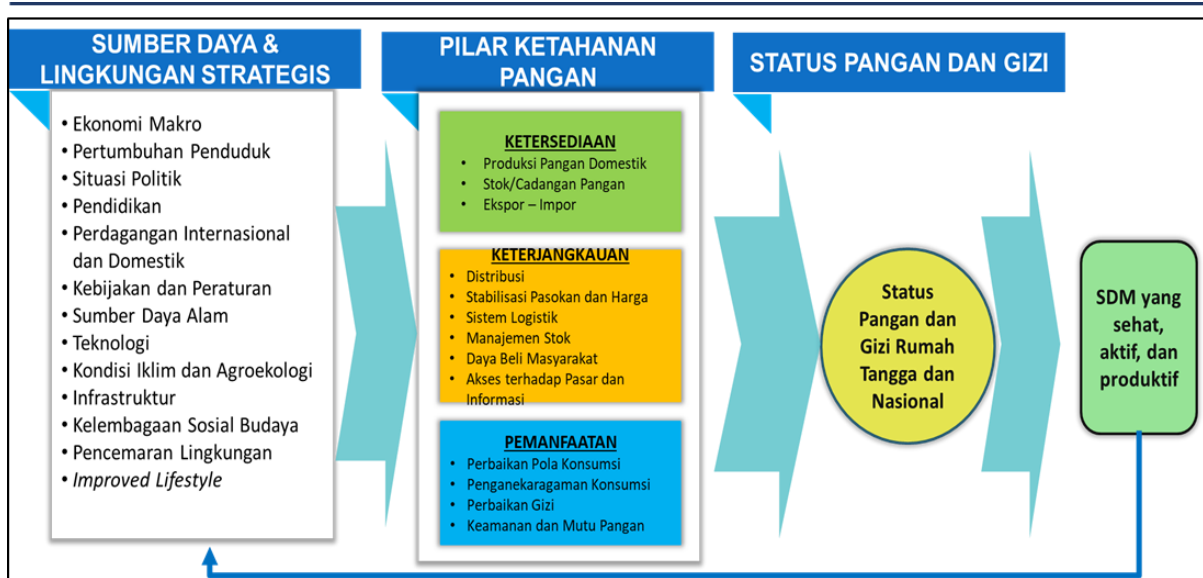 SUMBER DAYA &
LINGKUNGAN STRATEGIS
• Ekonomi Makro
• Pertumbuhan Penduduk
• Situasi Politik
• Pendidikan
• Perdagangan Internasional
dan Domestik
• Kebijakan dan Peraturan
• Sumber Daya Alam
• Teknologi
• Kondisi Iklim dan Agroekologi
• Infrastruktur
• Kelembagaan Sosial Budaya
• Pencemaran Lingkungan
• Improved Lifestyle
PILAR KETAHANAN
PANGAN
KETERSEDIAAN
• Produksi Pangan Domestik
• Stok/Cadangan Pangan
• Ekspor – Impor
KETERJANGKAUAN
• Distribusi
• Stabilisasi Pasokan dan Harga
• Sistem Logistik
• Manajemen Stok
• Daya Beli Masyarakat
• Akses terhadap Pasar dan
Informasi
PEMANFAATAN
• Perbaikan Pola Konsumsi
• Penganekaragaman Konsumsi
• Perbaikan Gizi
• Keamanan dan Mutu Pangan
STATUS PANGAN DAN GIZI
Status
Pangan dan
Gizi Rumah
Tangga dan
Nasional
SDM yang
sehat,
aktif, dan
produktif